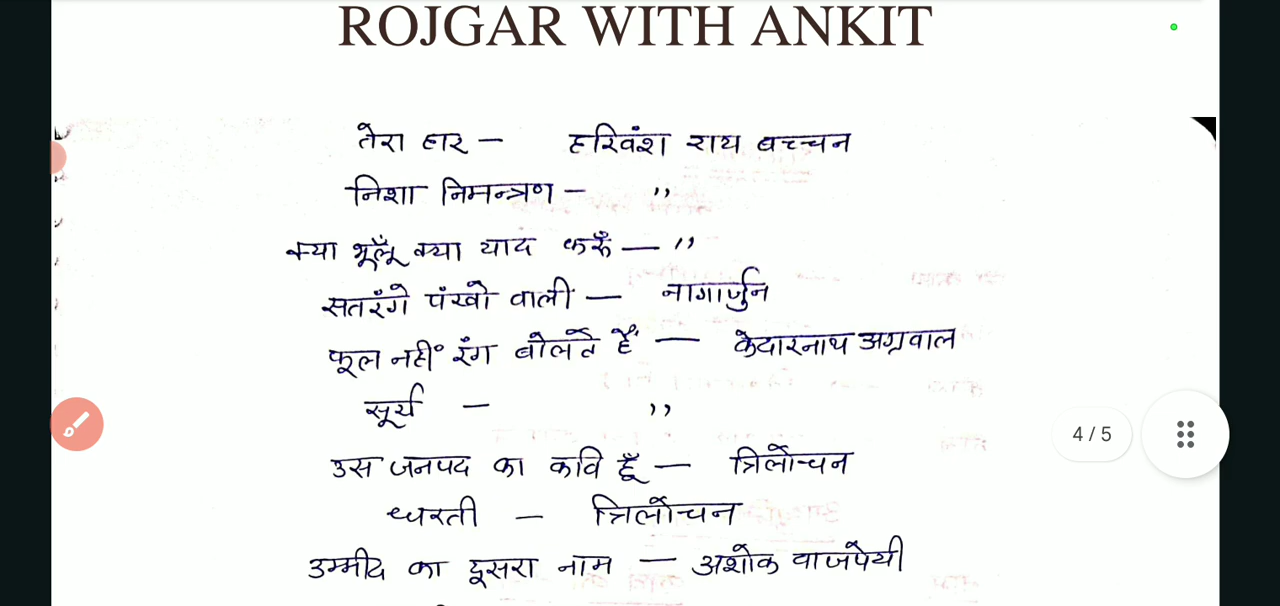 ROJGAR WITH ANKIT
तेरा हार — हरिवंश राय बच्चन
निशा निमन्त्रण — ,,
क्या भूलूँ क्या याद करूँ — ,,
सतरंगे पंखो वाली — नागार्जुन
फूल नहीं रंग बोलते हैं — केदारनाथ अग्रवाल
सूर्य — ,,
4 / 5
उस जनपद का कवि हूँ — त्रिलोचन
धरती — त्रिलोचन
उम्मीद का दूसरा नाम — अशोक वाजपेयी